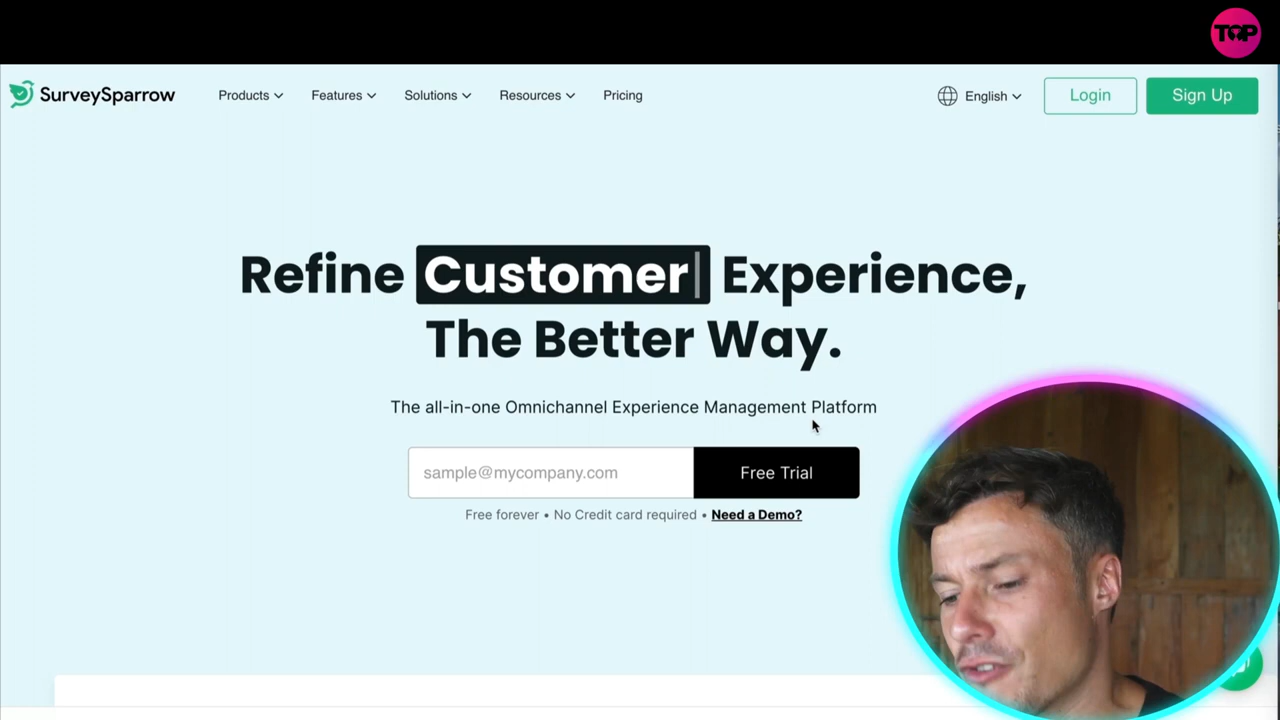 TOP
SurveySparrow Products Features Solutions Resources Pricing English Login Sign Up
Refine Customer Experience,
The Better Way.
The all-in-one Omnichannel Experience Management Platform
sample@mycompany.com Free Trial
Free forever • No Credit card required • Need a Demo?